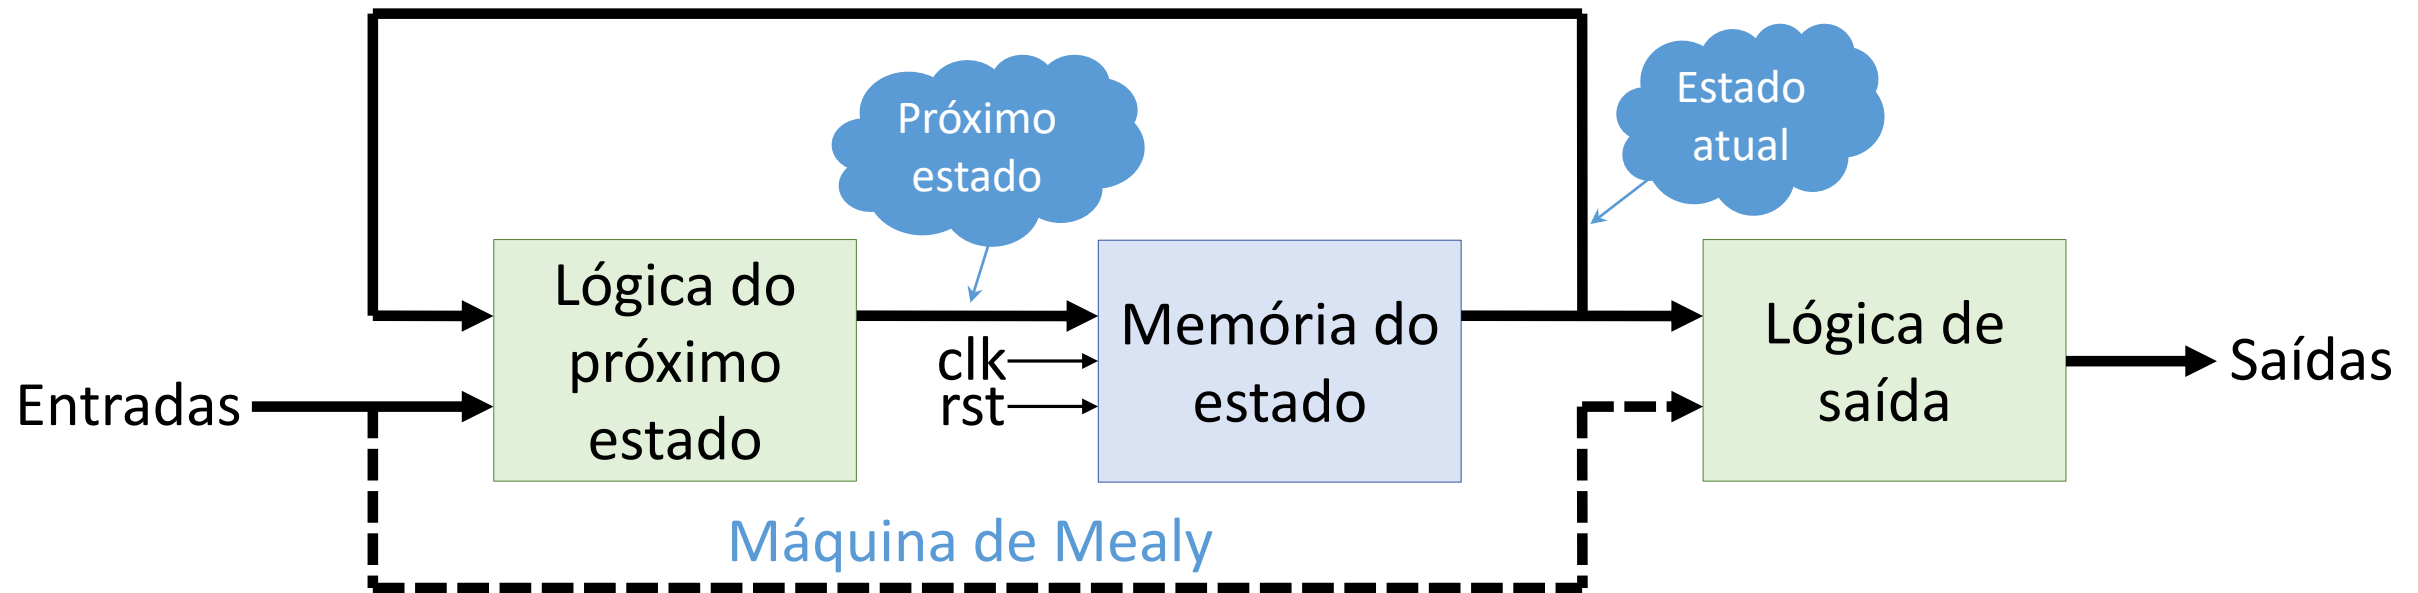 Próximo
estado
Estado
atual
Entradas
Lógica do
próximo
estado
clk
rst
Memória do
estado
Lógica de
saída
Saídas
Máquina de Mealy